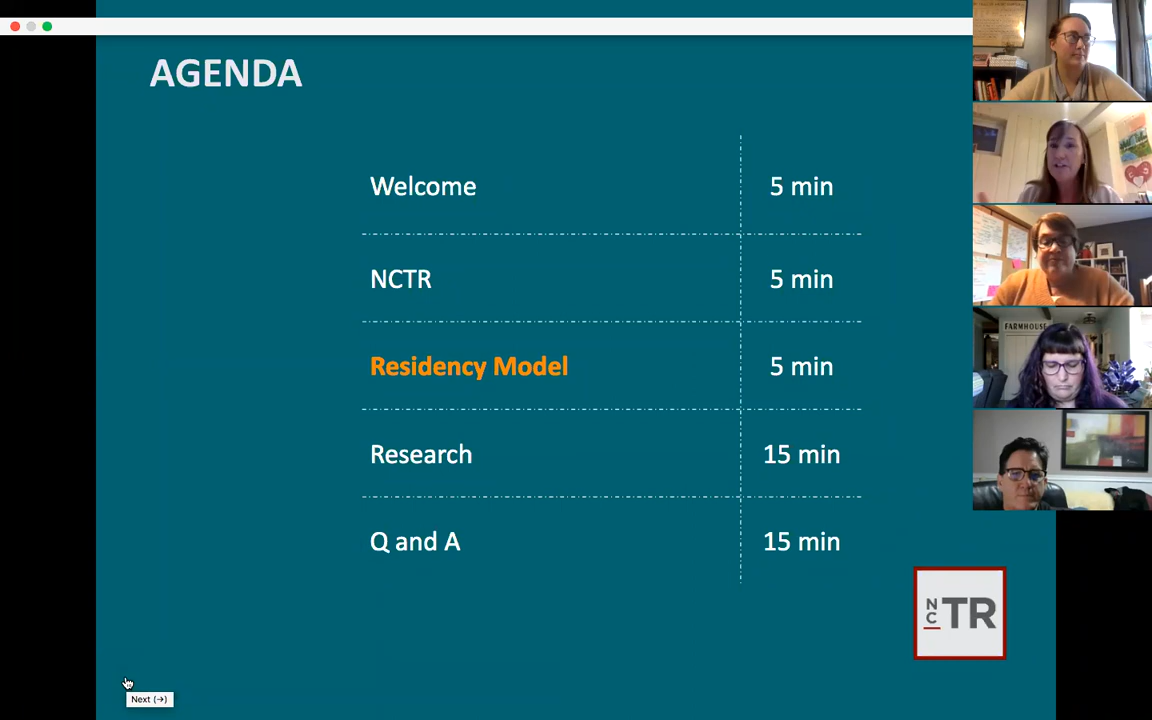 AGENDA
Welcome 5 min
NCTR 5 min
Residency Model 5 min
Research 15 min
Q and A 15 min
FARMHOUSE
NC TR
Next (→)